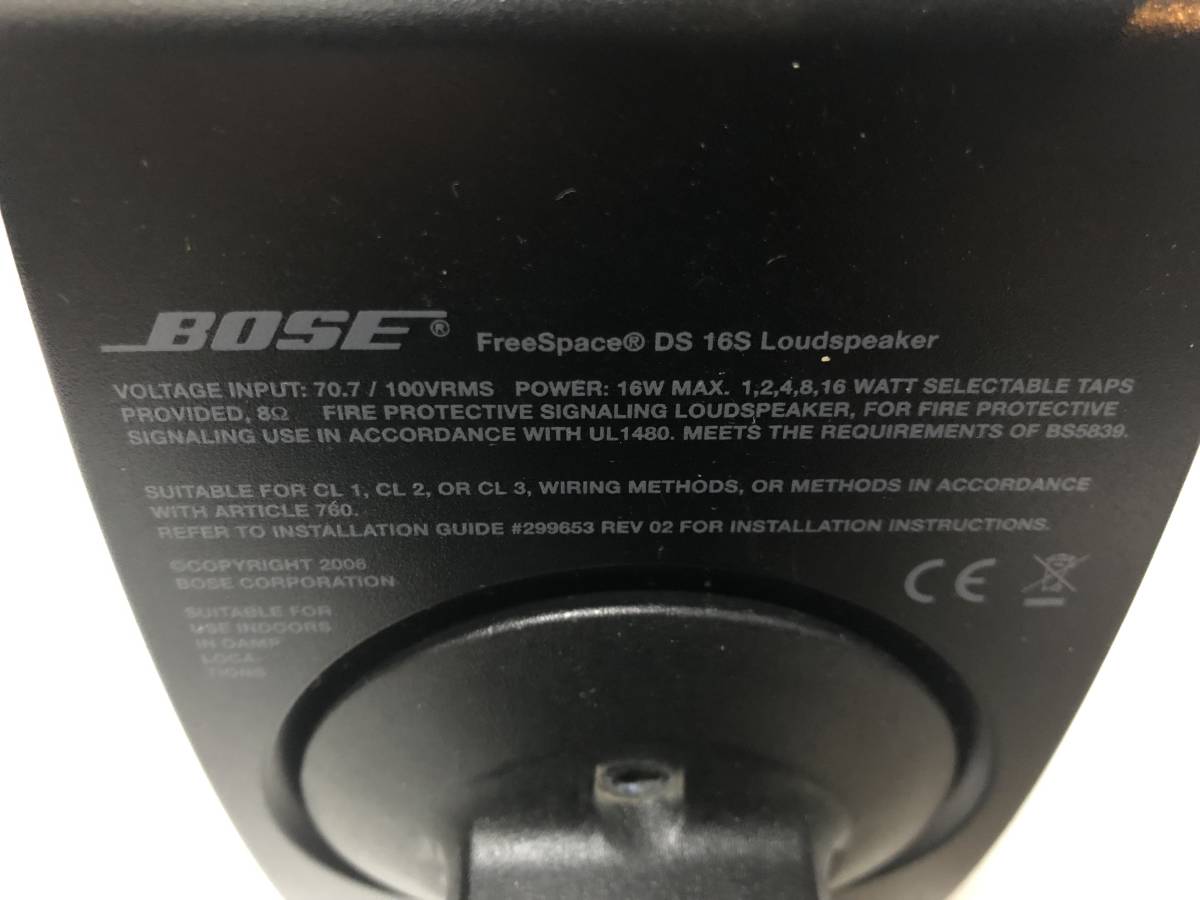 BOSE® FreeSpace® DS 16S Loudspeaker
VOLTAGE INPUT: 70.7 / 100VRMS POWER: 16W MAX. 1,2,4,8,16 WATT SELECTABLE TAPS
PROVIDED, 8Ω FIRE PROTECTIVE SIGNALING LOUDSPEAKER, FOR FIRE PROTECTIVE
SIGNALING USE IN ACCORDANCE WITH UL1480. MEETS THE REQUIREMENTS OF BS5839.
SUITABLE FOR CL 1, CL 2, OR CL 3, WIRING METHODS, OR METHODS IN ACCORDANCE
WITH ARTICLE 760.
REFER TO INSTALLATION GUIDE #299653 REV 02 FOR INSTALLATION INSTRUCTIONS.
©COPYRIGHT 2006
BOSE CORPORATION
CE
SUITABLE FOR
USE INDOORS
IN DAMP
LOCA-
TIONS